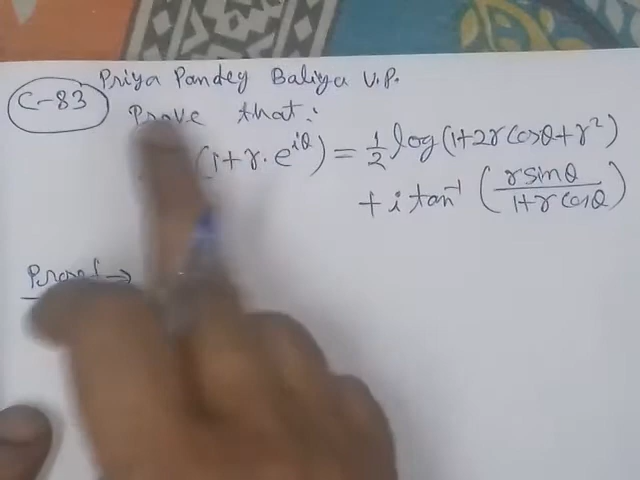 C-83 Priya Pandey Baliya U.P.
Prove that:
(1+r.e^{iθ}) = 1/2 log(1+2r Cosθ+r²)
+ i tan⁻¹ (r sinθ / 1+r Cosθ)
Proof →